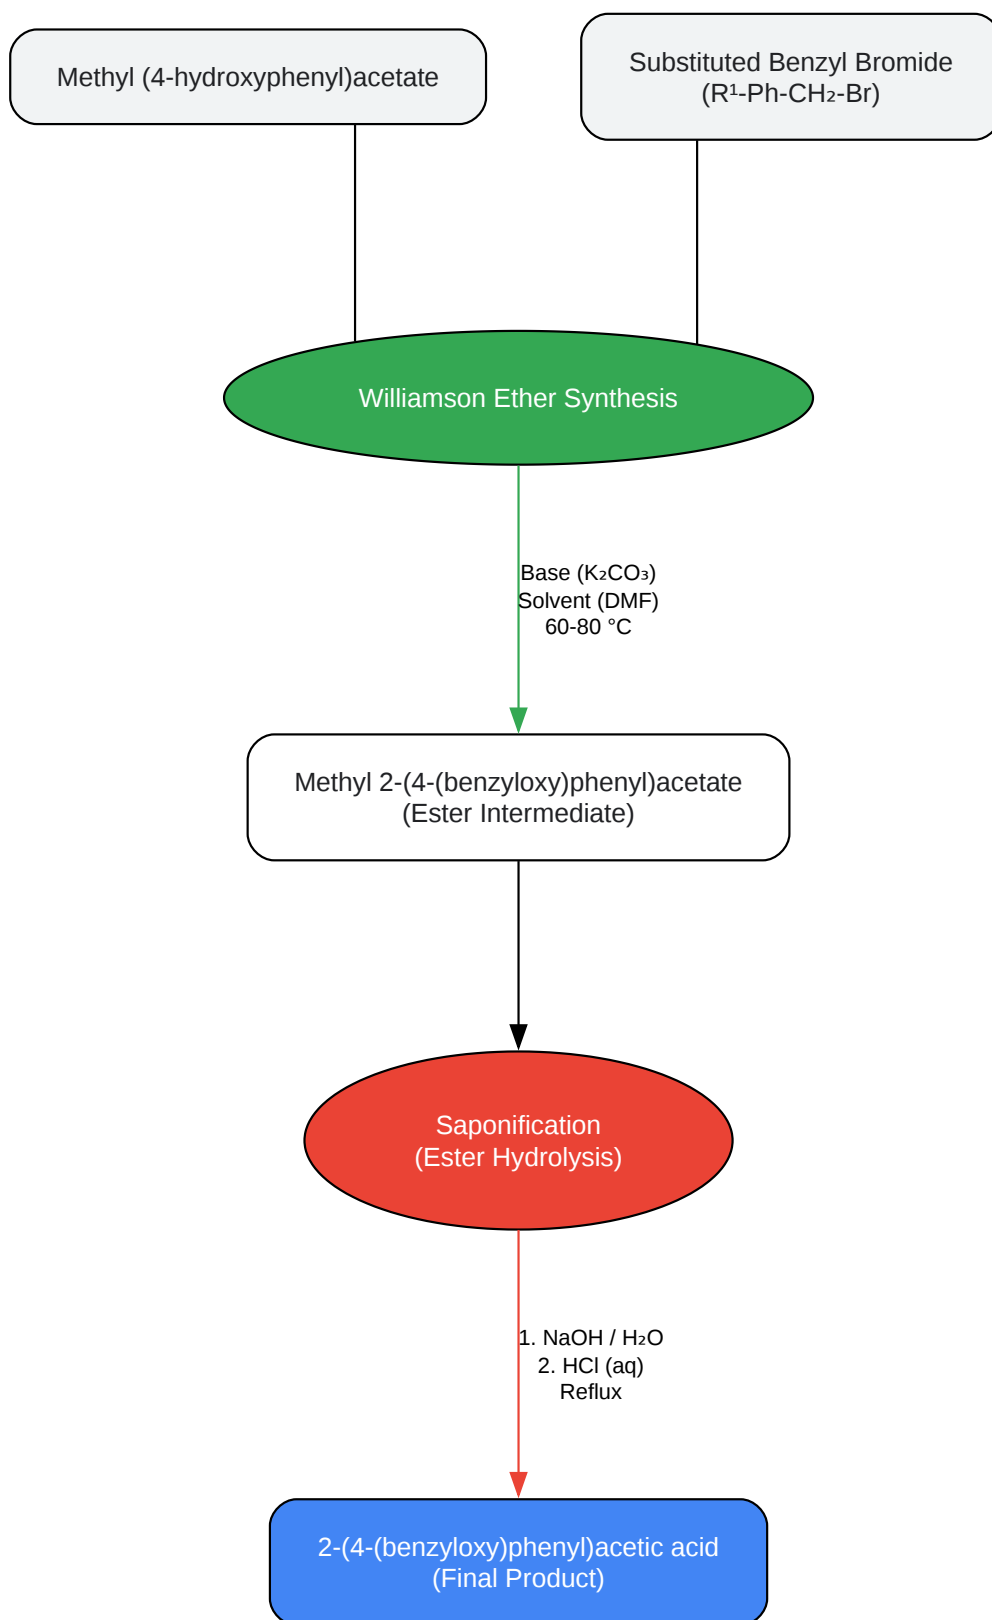 Methyl (4-hydroxyphenyl)acetate
Substituted Benzyl Bromide
(R¹-Ph-CH₂-Br)
Williamson Ether Synthesis
Base (K₂CO₃)
Solvent (DMF)
60-80 °C
Methyl 2-(4-(benzyloxy)phenyl)acetate
(Ester Intermediate)
Saponification
(Ester Hydrolysis)
1. NaOH / H₂O
2. HCl (aq)
Reflux
2-(4-(benzyloxy)phenyl)acetic acid
(Final Product)